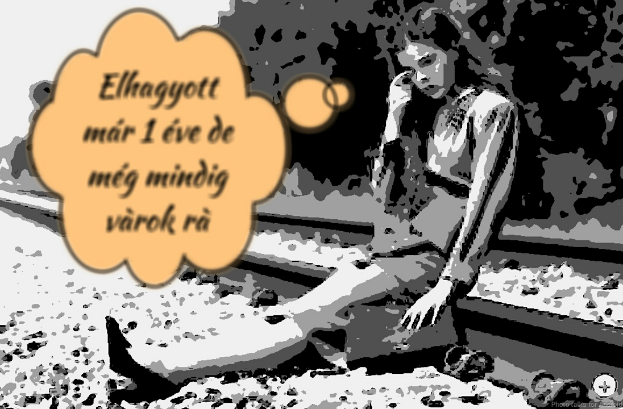 Elhagyott
már 1 éve de
még mindig
vàrok rà